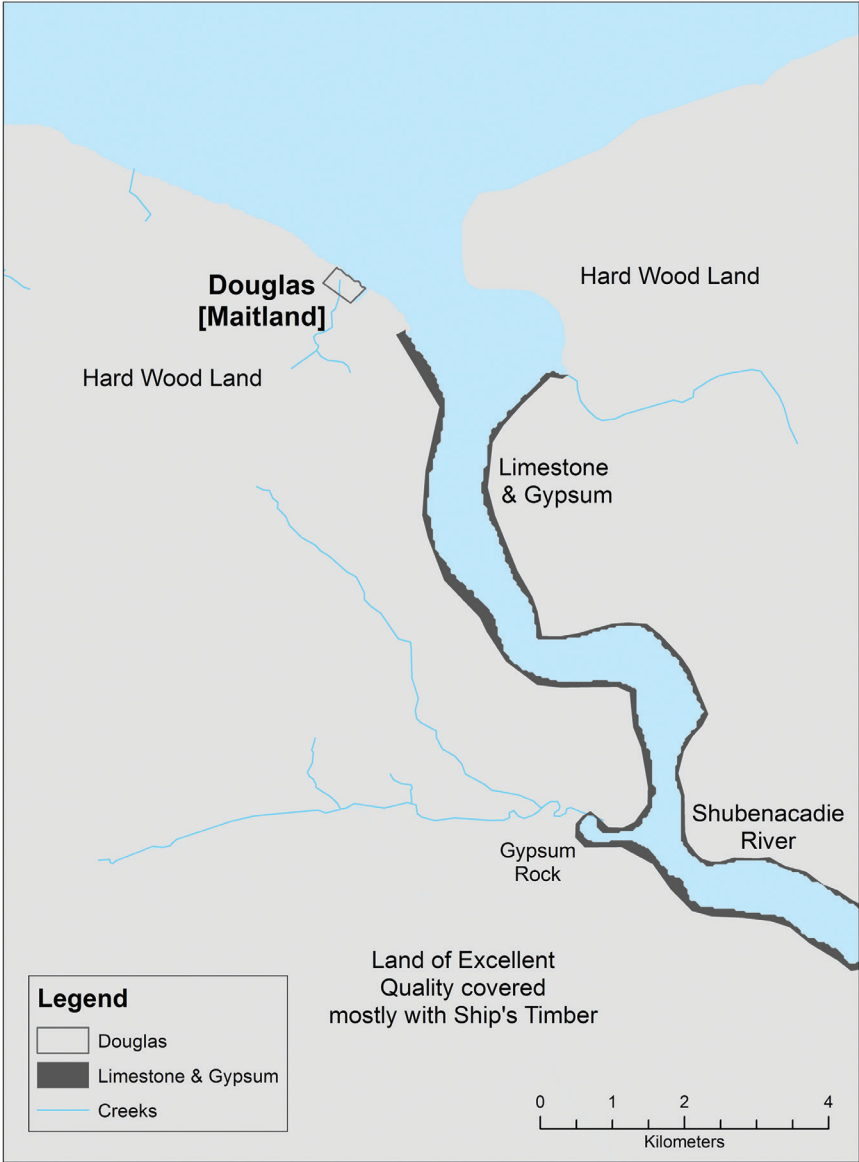 Hard Wood Land
Douglas
[Maitland]
Hard Wood Land
Limestone
& Gypsum
Shubenacadie
River
Gypsum
Rock
Land of Excellent
Quality covered
mostly with Ship's Timber
Legend
Douglas
Limestone & Gypsum
Creeks
0 1 2 4
Kilometers